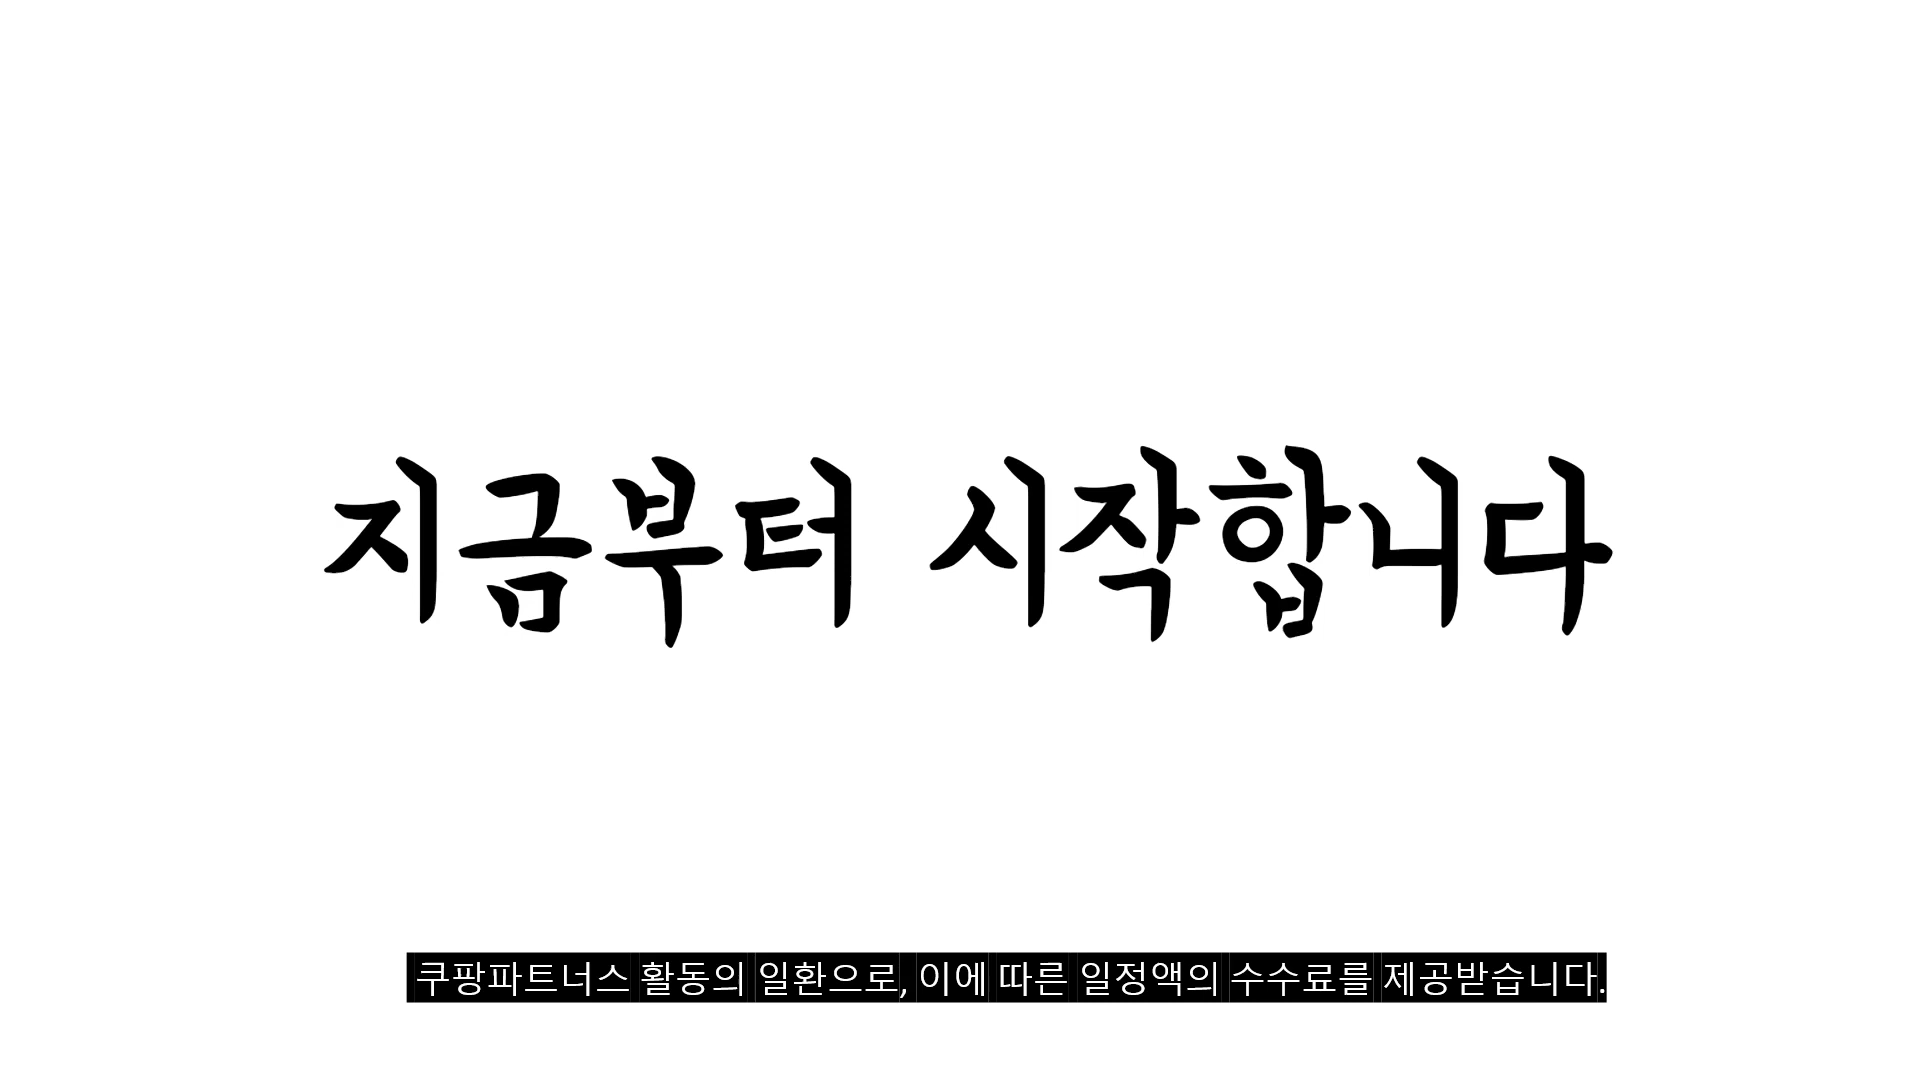 지금부터 시작합니다
쿠팡파트너스 활동의 일환으로, 이에 따른 일정액의 수수료를 제공받습니다.